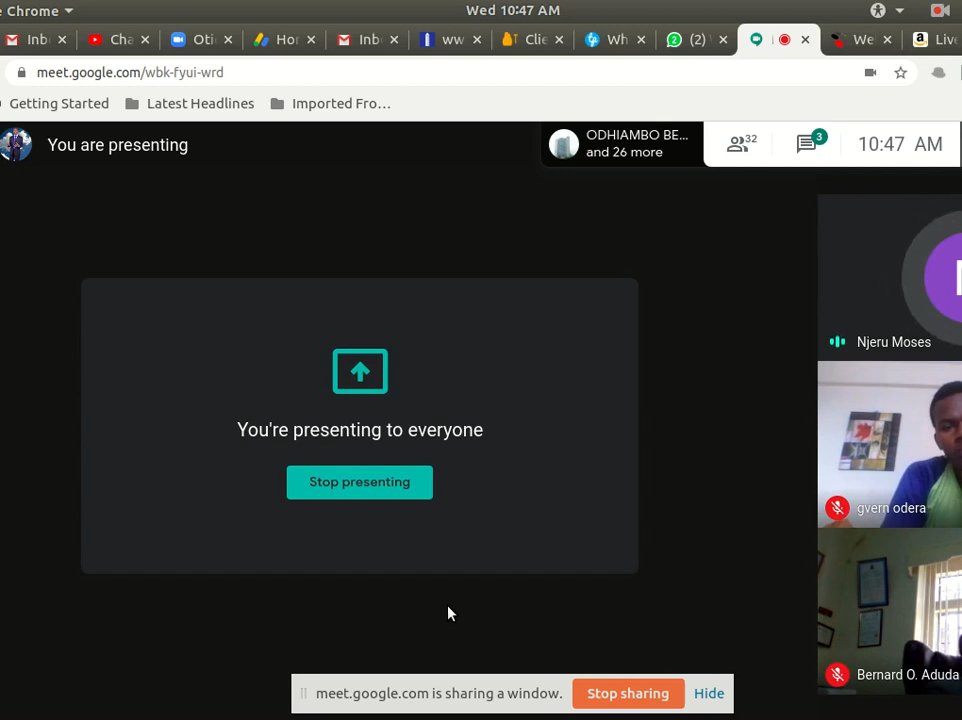 e Chrome
Wed 10:47 AM
Inb
Cha
Oti
Hor
Inb
ww
Clie
Wh
(2)
We
Live
meet.google.com/wbk-fyui-wrd
Getting Started
Latest Headlines
Imported Fro...
You are presenting
ODHIAMBO BE...
and 26 more
32
3
10:47 AM
You're presenting to everyone
Stop presenting
Njeru Moses
gvern odera
Bernard O. Aduda
meet.google.com is sharing a window.
Stop sharing
Hide